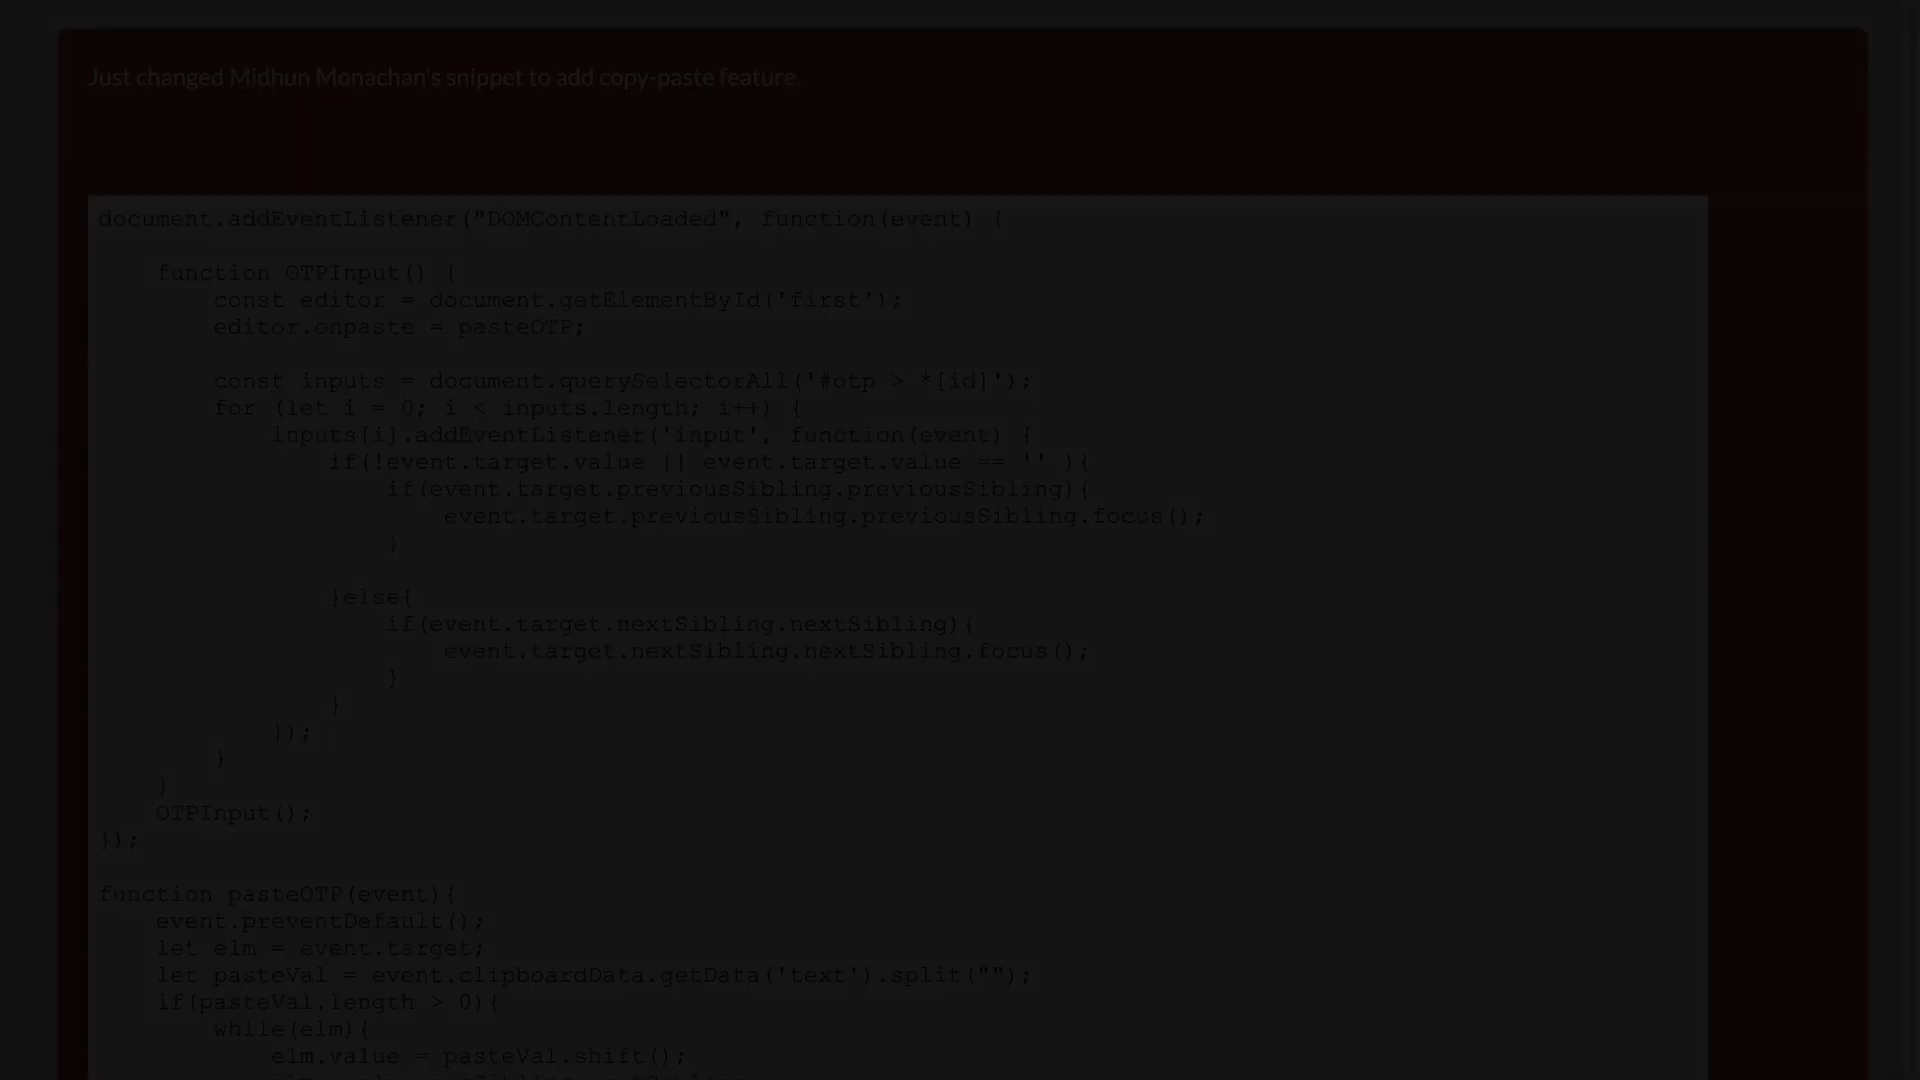 Just changed Midhun Monachan's snippet to add copy-paste feature.
document.addEventListener("DOMContentLoaded", function(event) {
function OTPInput() {
const editor = document.getElementById('first');
editor.onpaste = pasteOTP;
const inputs = document.querySelectorAll('#otp > *[id]');
for (let i = 0; i < inputs.length; i++) {
inputs[i].addEventListener('input', function(event) {
if(!event.target.value || event.target.value == '' ){
if(event.target.previousSibling.previousSibling){
event.target.previousSibling.previousSibling.focus();
}
}else{
if(event.target.nextSibling.nextSibling){
event.target.nextSibling.nextSibling.focus();
}
}
});
}
}
OTPInput();
});
function pasteOTP(event){
event.preventDefault();
let elm = event.target;
let pasteVal = event.clipboardData.getData('text').split("");
if(pasteVal.length > 0){
while(elm){
elm.value = pasteVal.shift();